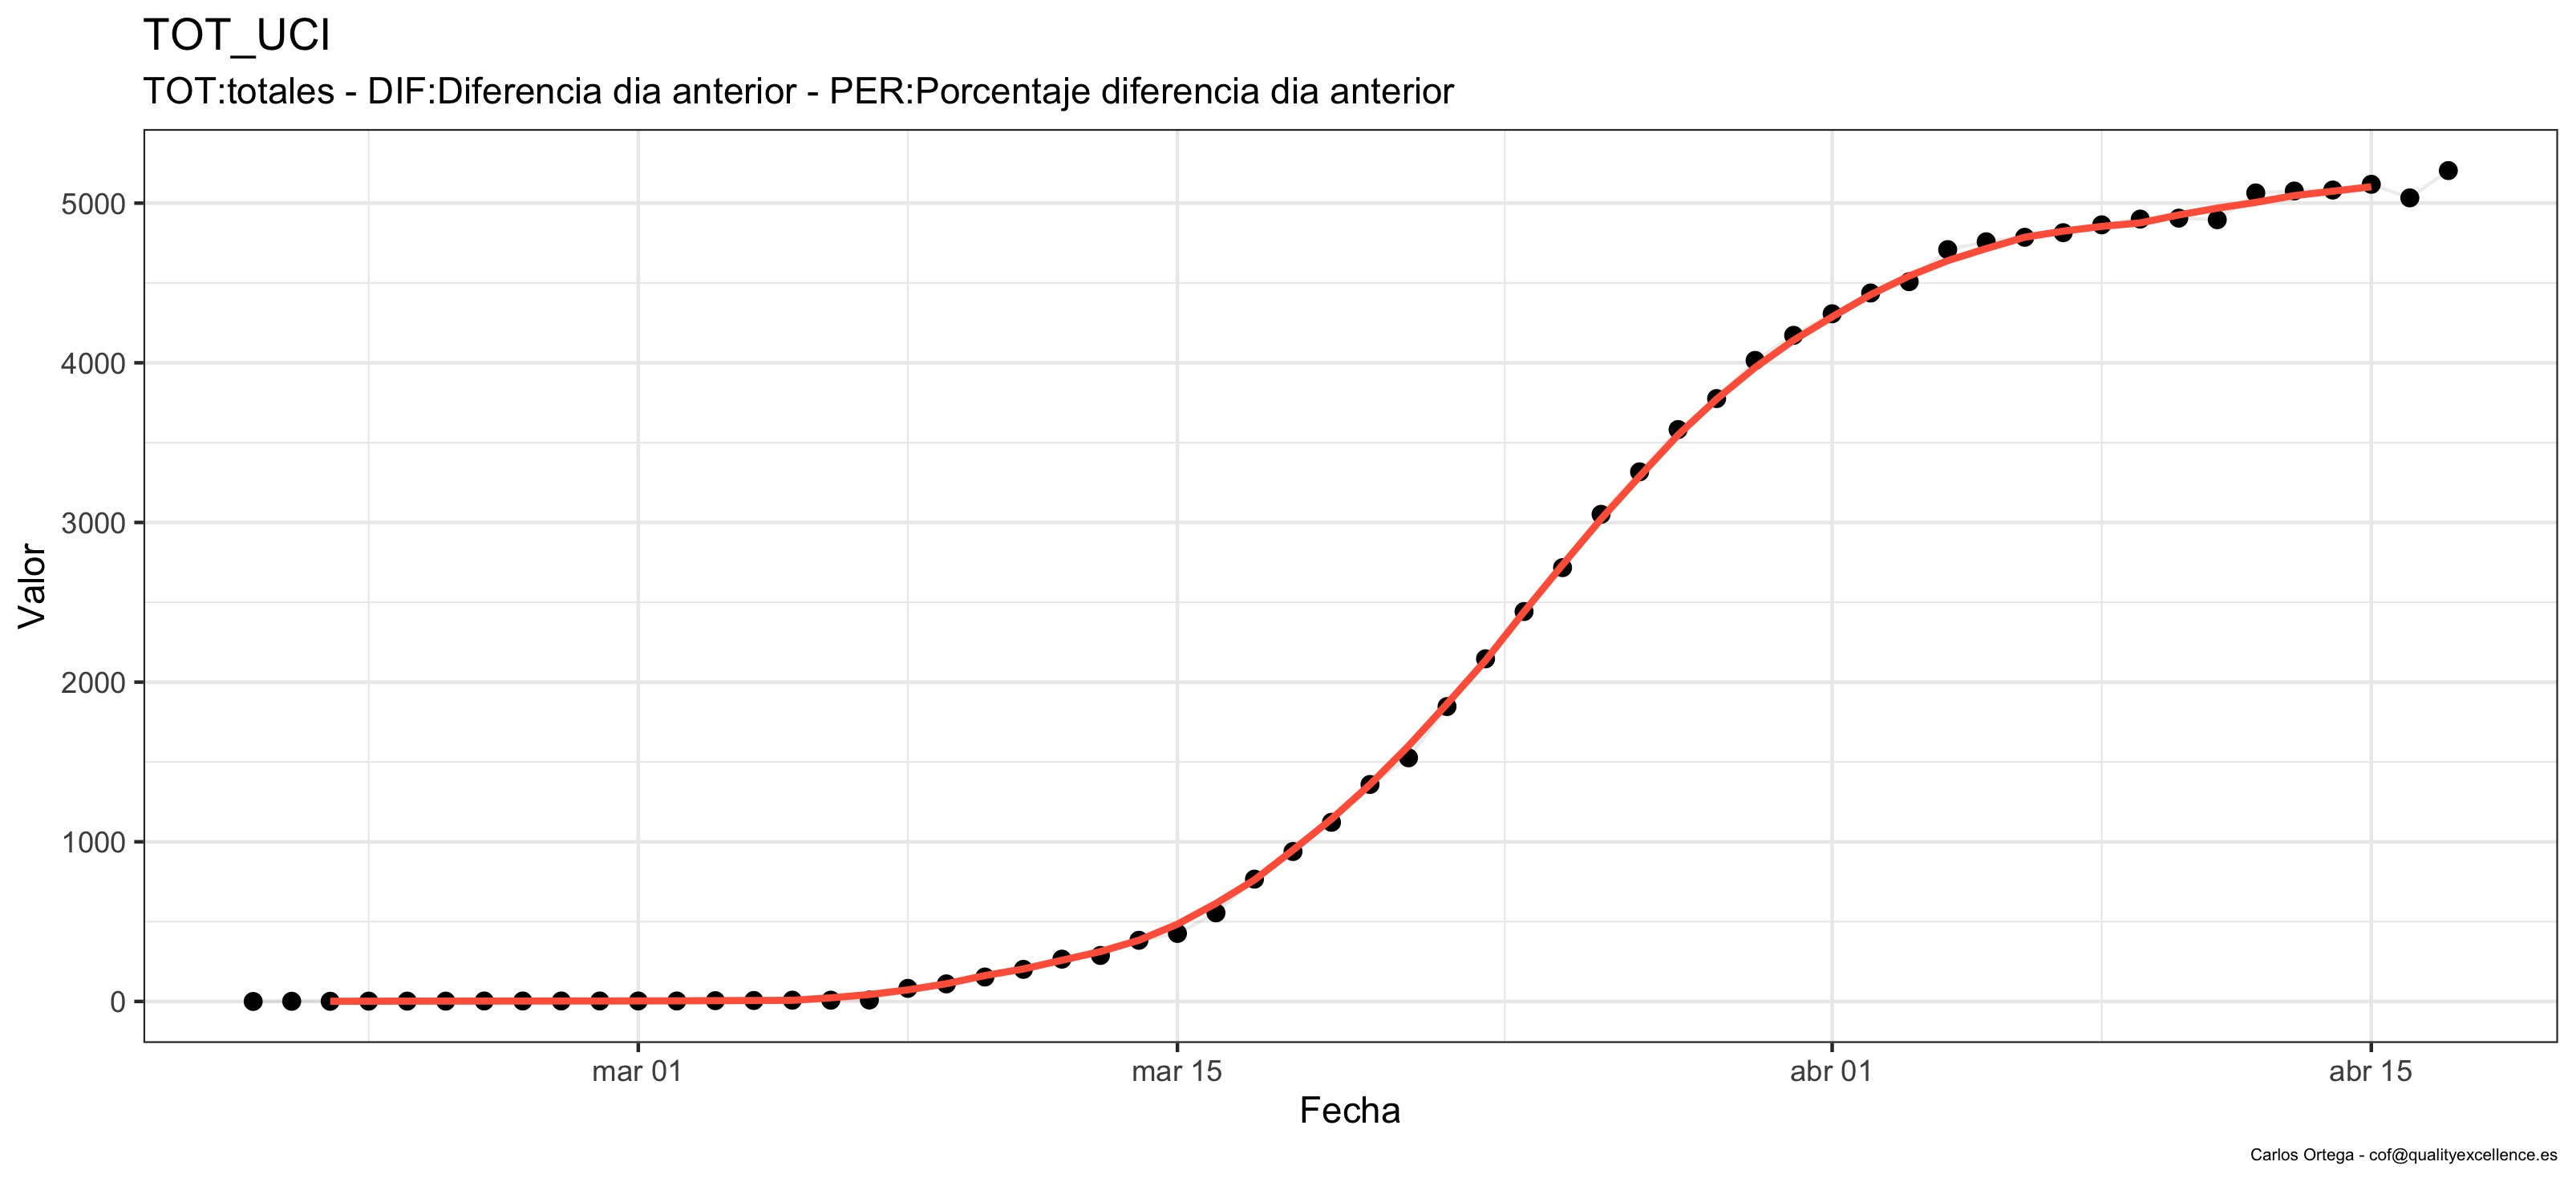 TOT_UCI
TOT:totales - DIF:Diferencia dia anterior - PER:Porcentaje diferencia dia anterior
5000
4000
3000
2000
1000
0
Valor
mar 01 mar 15 abr 01 abr 15
Fecha
Carlos Ortega - cof@qualityexcellence.es